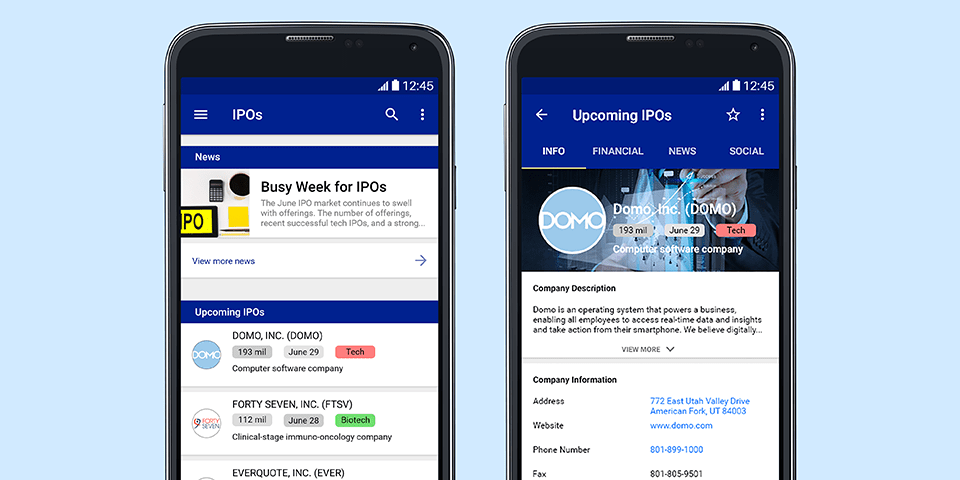 12:45
IPOs
News
PO
Busy Week for IPOs
The June IPO market continues to swell
with offerings. The number of offerings,
recent successful tech IPOs, and a strong...
View more news
Upcoming IPOs
DOMO
DOMO, INC. (DOMO)
193 mil June 29 Tech
Computer software company
FORTY
SEVEN
FORTY SEVEN, INC. (FTSV)
112 mil June 28 Biotech
Clinical-stage immuno-oncology company
EVERQUOTE, INC. (EVER)
12:45
Upcoming IPOs
INFO FINANCIAL NEWS SOCIAL
DOMO
Domo, Inc. (DOMO)
193 mil June 29 Tech
Computer software company
Company Description
Domo is an operating system that powers a business,
enabling all employees to access real-time data and insights
and take action from their smartphone. We believe digitally...
VIEW MORE
Company Information
Address 772 East Utah Valley Drive
American Fork, UT 84003
Website www.domo.com
Phone Number 801-899-1000
Fax 801-805-9501